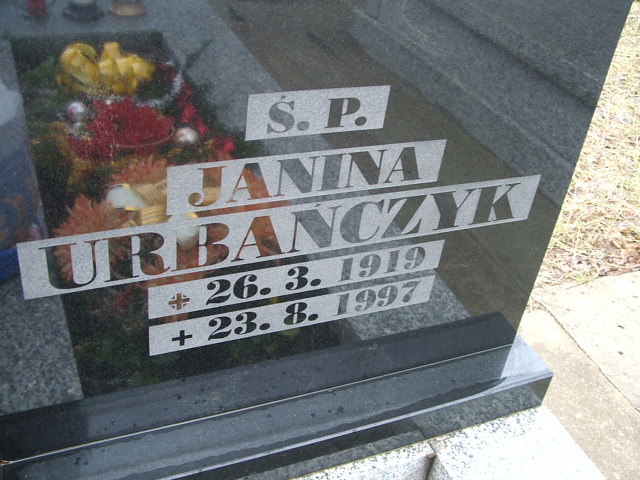 Ś. P.
JANINA
URBAŃCZYK
✠ 26. 3. 1919
+ 23. 8. 1997